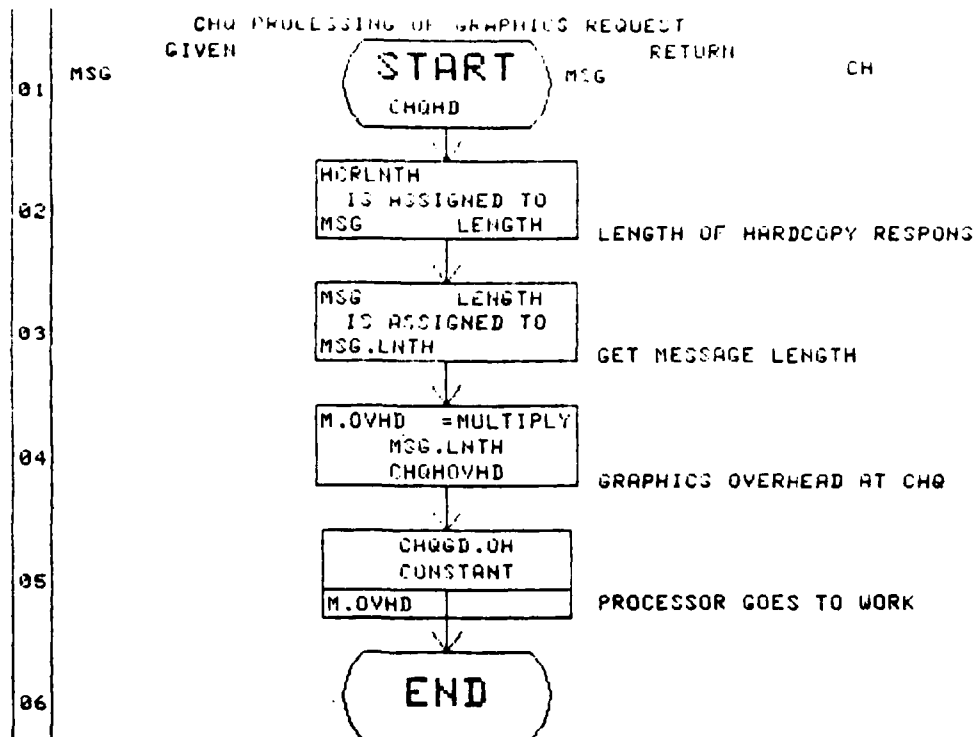 CHQ PROCESSING OF GRAPHICS REQUEST
GIVEN
RETURN
01 MSG
START
MSG
CH
CHQHD
02
HCRLNTH
IS ASSIGNED TO
MSG LENGTH
LENGTH OF HARDCOPY RESPONS
03
MSG LENGTH
IS ASSIGNED TO
MSG.LNTH
GET MESSAGE LENGTH
04
M.OVHD =MULTIPLY
MSG.LNTH
CHQHOVHD
GRAPHICS OVERHEAD AT CHQ
05
CHQGD.OH
CONSTANT
M.OVHD
PROCESSOR GOES TO WORK
06
END